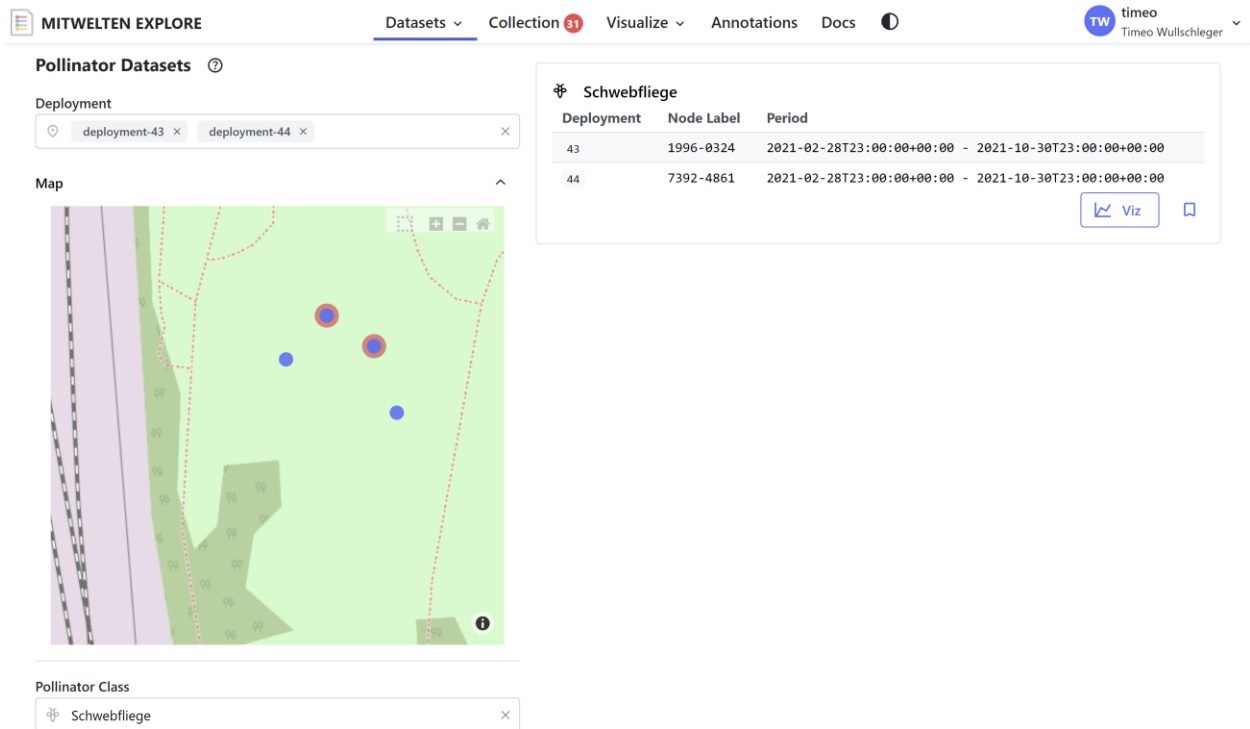 MITWELTEN EXPLORE
Datasets
Collection 31
Visualize
Annotations
Docs
TW
timeo
Timeo Wullschleger
Pollinator Datasets
Deployment
deployment-43 ×
deployment-44 ×
Map
Pollinator Class
Schwebfliege
Schwebfliege
Deployment Node Label Period
43 1996-0324 2021-02-28T23:00:00+00:00 - 2021-10-30T23:00:00+00:00
44 7392-4861 2021-02-28T23:00:00+00:00 - 2021-10-30T23:00:00+00:00
Viz